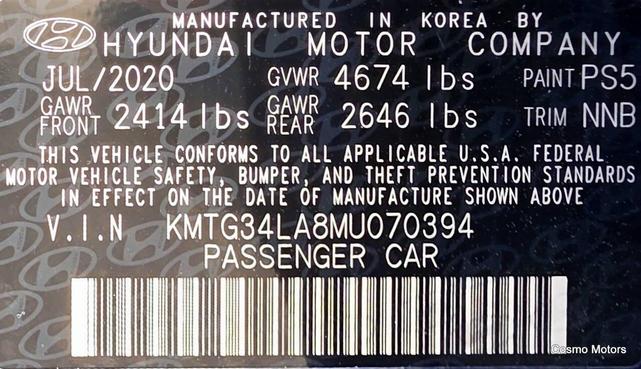 MANUFACTURED IN KOREA BY
HYUNDAI MOTOR COMPANY
JUL/2020 GVWR 4674 lbs PAINT PS5
GAWR FRONT 2414 lbs GAWR REAR 2646 lbs TRIM NNB
THIS VEHICLE CONFORMS TO ALL APPLICABLE U.S.A. FEDERAL
MOTOR VEHICLE SAFETY, BUMPER, AND THEFT PREVENTION STANDARDS
IN EFFECT ON THE DATE OF MANUFACTURE SHOWN ABOVE
V.I.N KMTG34LA8MU070394
PASSENGER CAR
Cosmo Motors